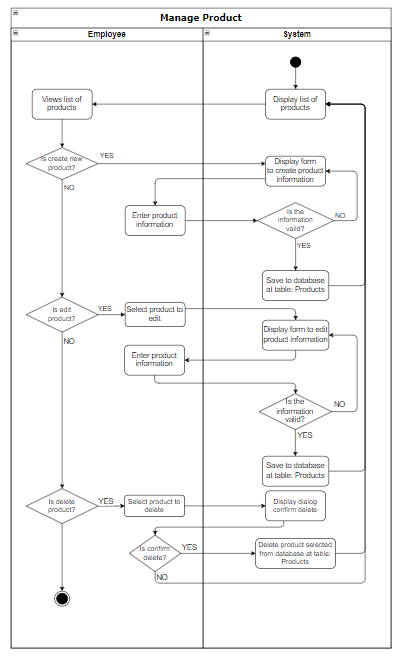 Manage Product
Employee
System
Views list of
products
Display list of
products
Is create new
product?
YES
NO
Display form
to create product
information
Enter product
information
Is the
information
valid?
NO
YES
Save to database
at table: Products
Is edit
product?
YES
NO
Select product to
edit
Display form to edit
product information
Enter product
information
Is the
information
valid?
NO
YES
Save to database
at table: Products
Is delete
product?
YES
Select product to
delete
Display dialog
confirm delete
Is confirm
delete?
YES
NO
Delete product selected
from database at table:
Products